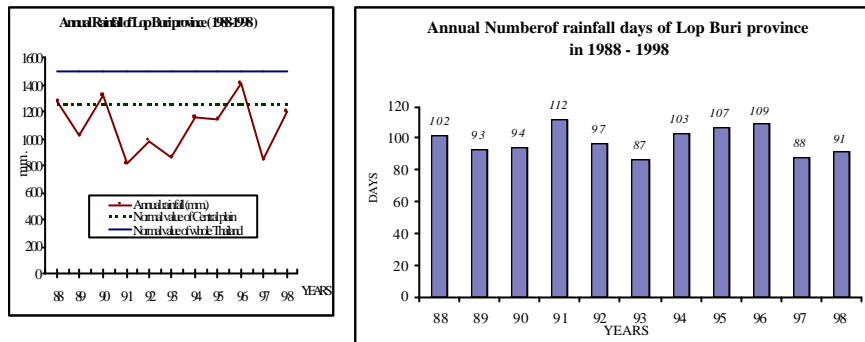 Annual Rainfall of Lop Buri province (1988-1998)
1600
1400
1200
1000
800
600
400
200
0
mm.
Annual rainfall (mm.)
Normal value of Central plain
Normal value of whole Thailand
88 89 90 91 92 93 94 95 96 97 98
YEARS
Annual Numberof rainfall days of Lop Buri province
in 1988 - 1998
120
100
80
60
40
20
0
DAYS
102 93 94 112 97 87 103 107 109 88 91
88 89 90 91 92 93 94 95 96 97 98
YEARS